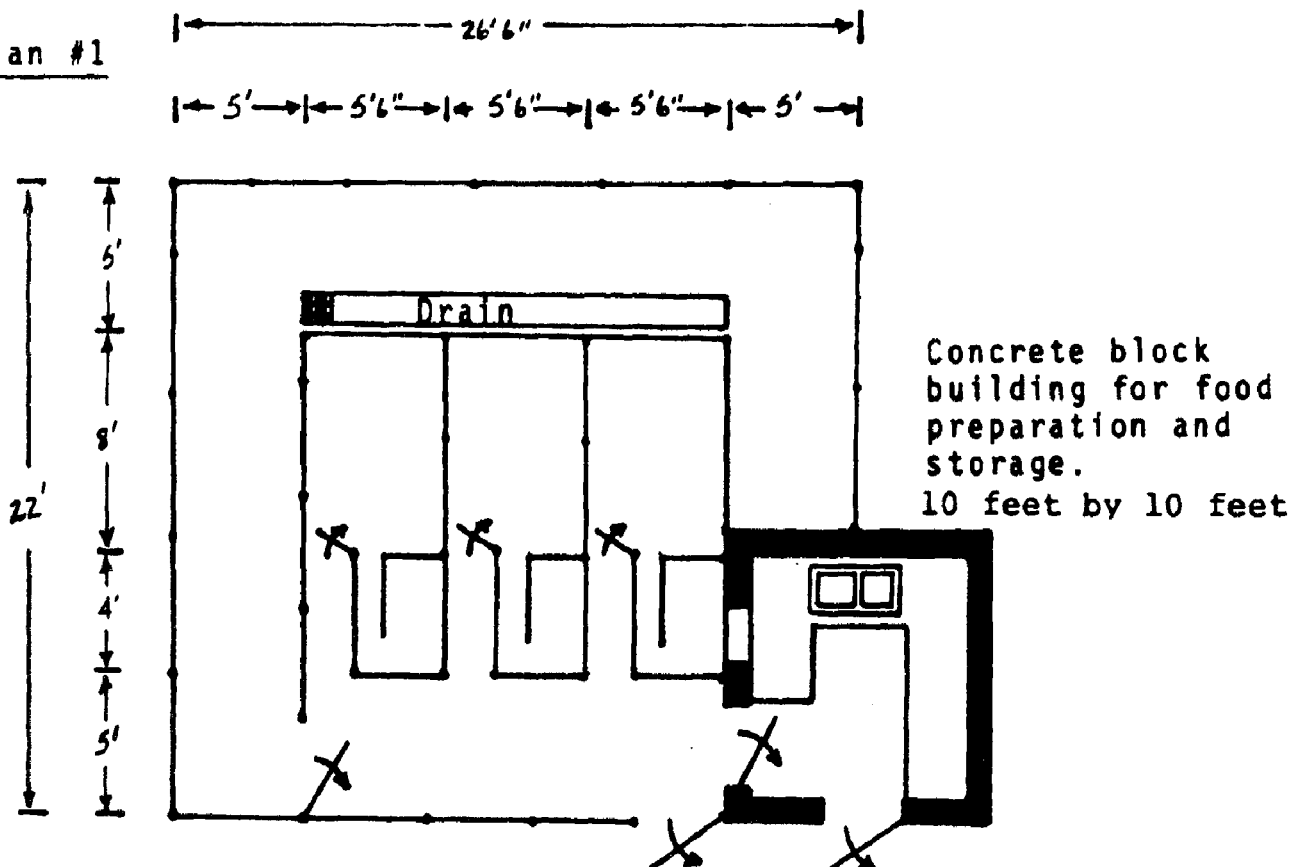 an #1
26'6"
5' 5'6" 5'6" 5'6" 5'
5'
Drain
8'
22'
4'
5'
Concrete block
building for food
preparation and
storage.
10 feet by 10 feet